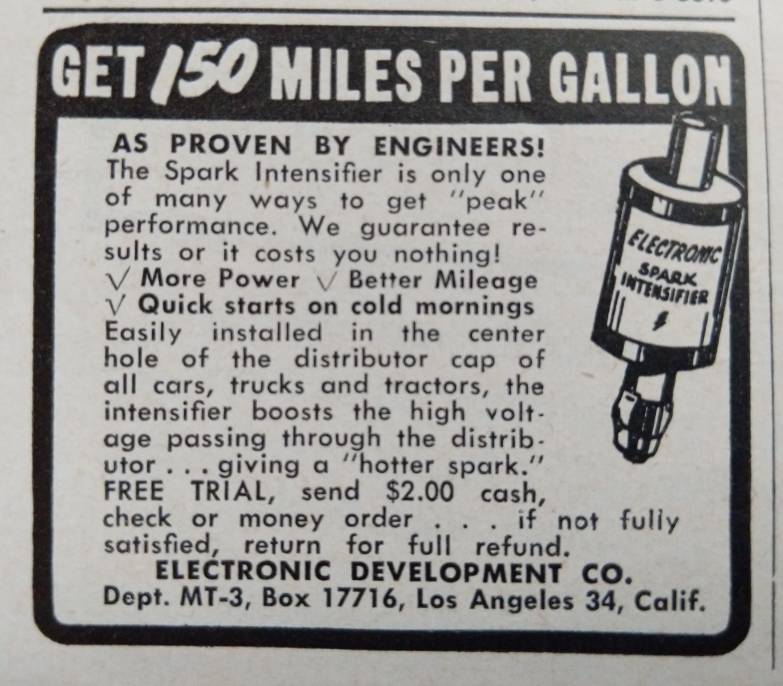 GET 150 MILES PER GALLON
AS PROVEN BY ENGINEERS!
The Spark Intensifier is only one
of many ways to get "peak"
performance. We guarantee re-
sults or it costs you nothing!
√ More Power √ Better Mileage
√ Quick starts on cold mornings
Easily installed in the center
hole of the distributor cap of
all cars, trucks and tractors, the
intensifier boosts the high volt-
age passing through the distrib-
utor . . . giving a "hotter spark."
FREE TRIAL, send $2.00 cash,
check or money order . . . if not fully
satisfied, return for full refund.
ELECTRONIC DEVELOPMENT CO.
Dept. MT-3, Box 17716, Los Angeles 34, Calif.
ELECTRONIC
SPARK
INTENSIFIER